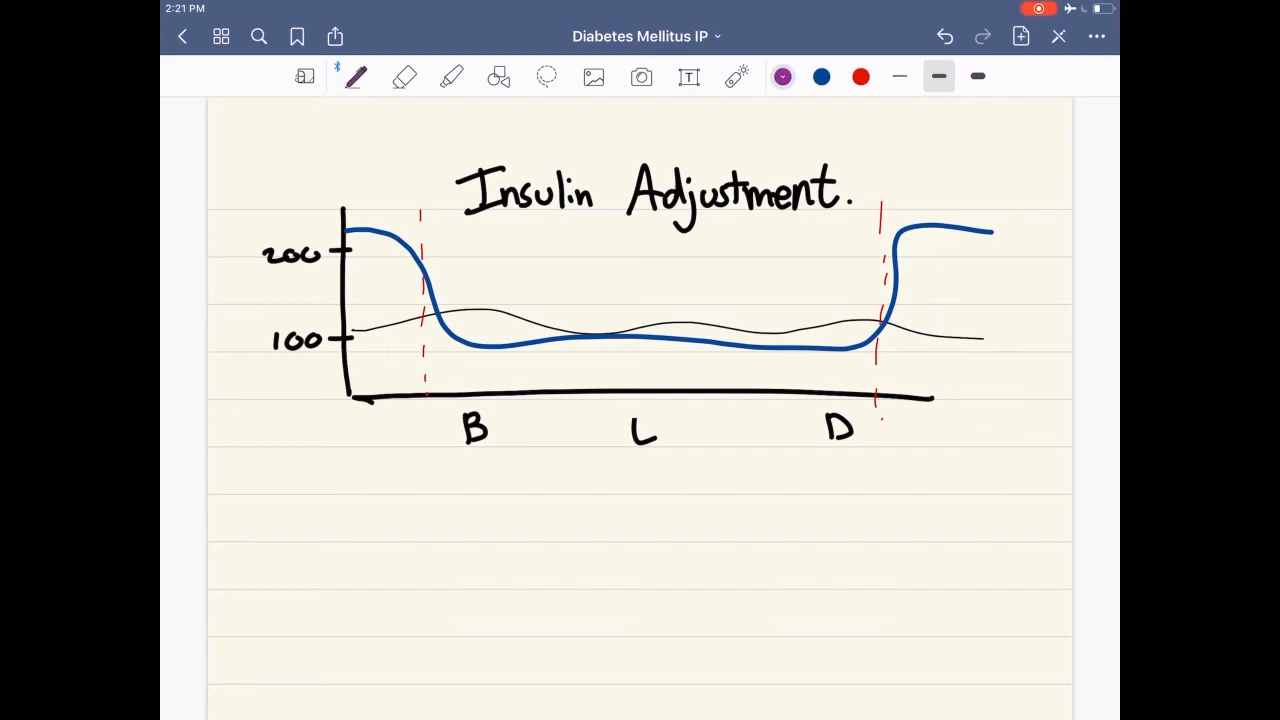 2:21 PM
Diabetes Mellitus IP
T
Insulin Adjustment.
200
100
B L D